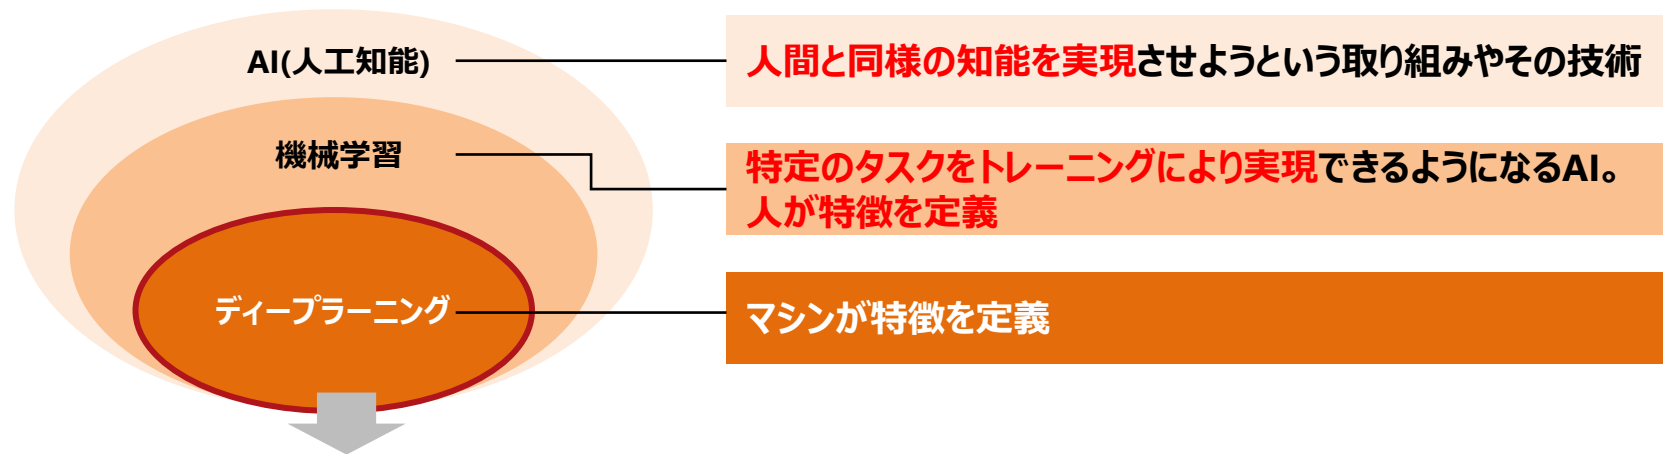 AI(人工知能)
人間と同様の知能を実現させようという取り組みやその技術
機械学習
特定のタスクをトレーニングにより実現できるようになるAI。
人が特徴を定義
ディープラーニング
マシンが特徴を定義